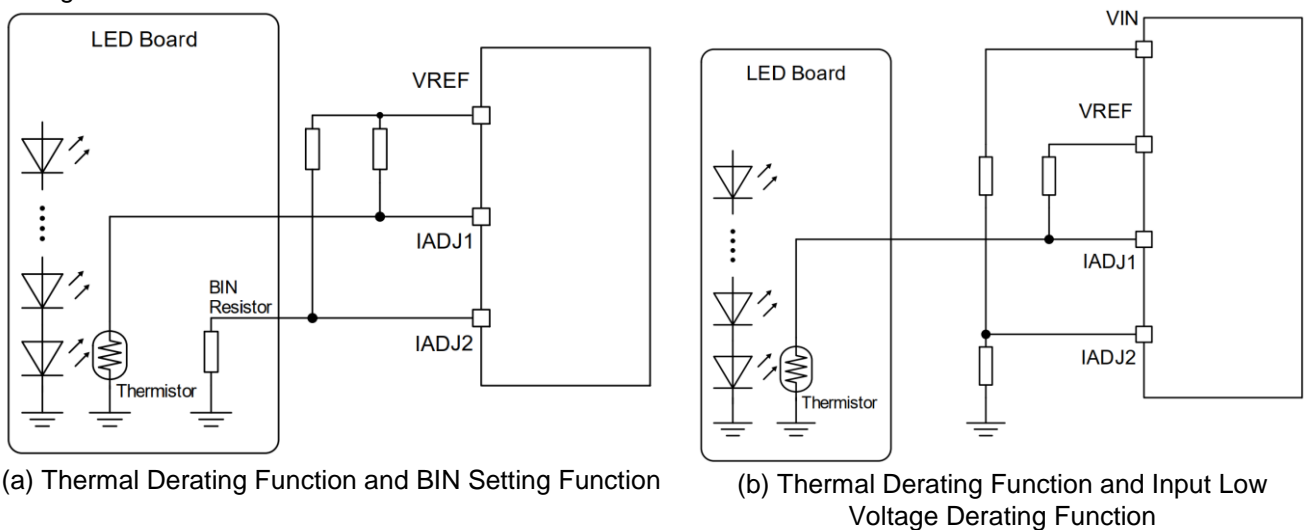 LED Board
VREF
IADJ1
BIN
Resistor
IADJ2
Thermistor
(a) Thermal Derating Function and BIN Setting Function
VIN
LED Board
VREF
IADJ1
IADJ2
Thermistor
(b) Thermal Derating Function and Input Low
Voltage Derating Function